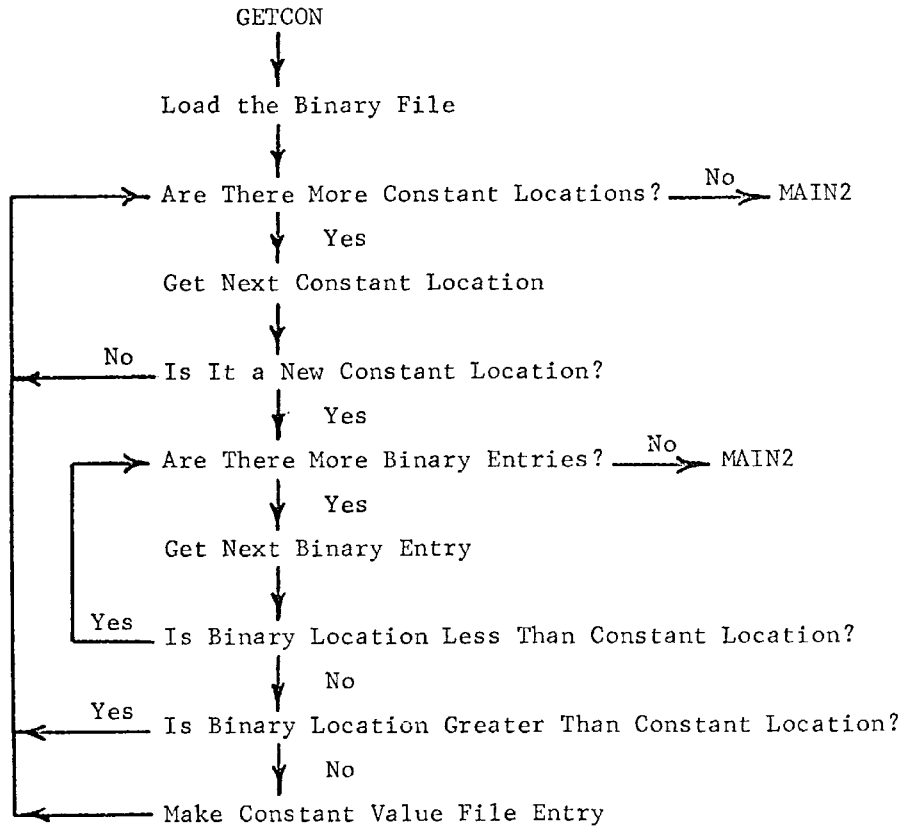 GETCON
Load the Binary File
Are There More Constant Locations? No MAIN2
Yes
Get Next Constant Location
No Is It a New Constant Location?
Yes
Are There More Binary Entries? No MAIN2
Yes
Get Next Binary Entry
Yes Is Binary Location Less Than Constant Location?
No
Yes Is Binary Location Greater Than Constant Location?
No
Make Constant Value File Entry